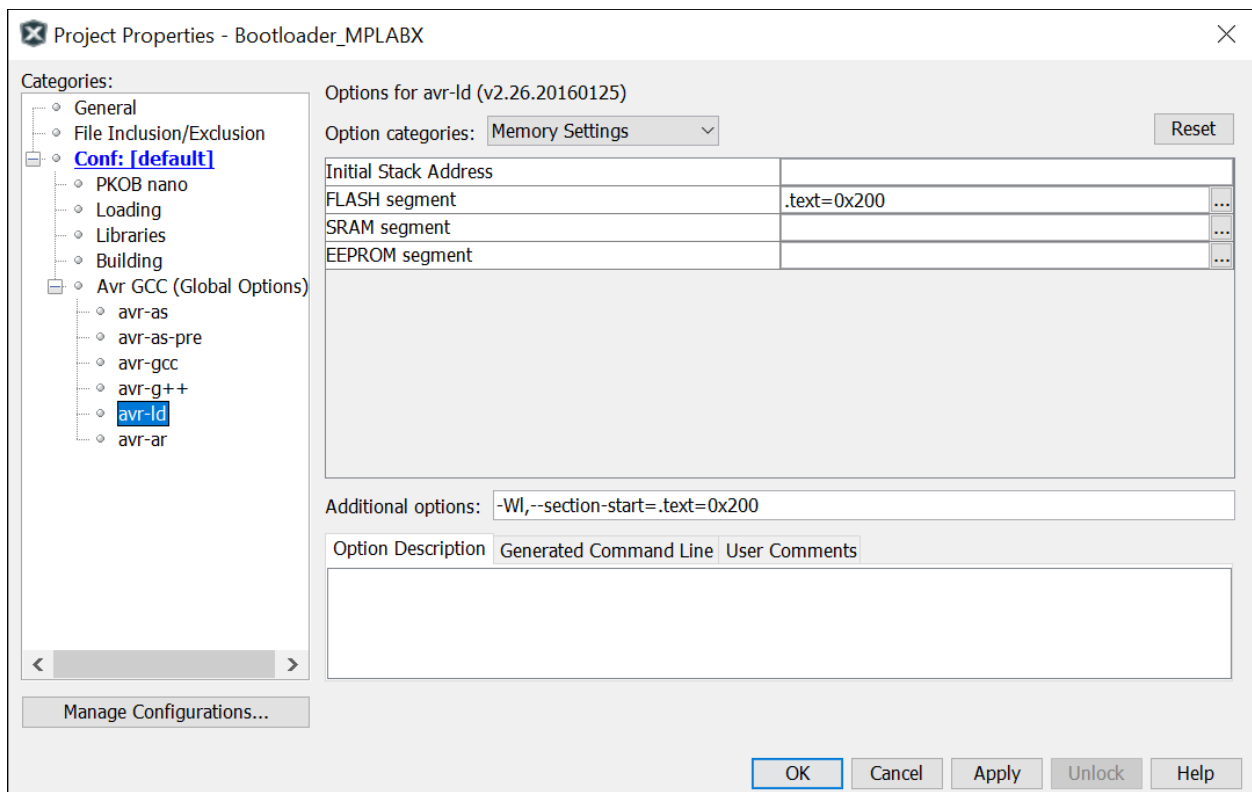 Project Properties - Bootloader_MPLABX
Categories:
General
File Inclusion/Exclusion
Conf: [default]
PKOB nano
Loading
Libraries
Building
Avr GCC (Global Options)
avr-as
avr-as-pre
avr-gcc
avr-g++
avr-ld
avr-ar
Manage Configurations...
Options for avr-ld (v2.26.20160125)
Option categories: Memory Settings Reset
Initial Stack Address
FLASH segment .text=0x200 ...
SRAM segment ...
EEPROM segment ...
Additional options: -Wl,--section-start=.text=0x200
Option Description Generated Command Line User Comments
OK Cancel Apply Unlock Help